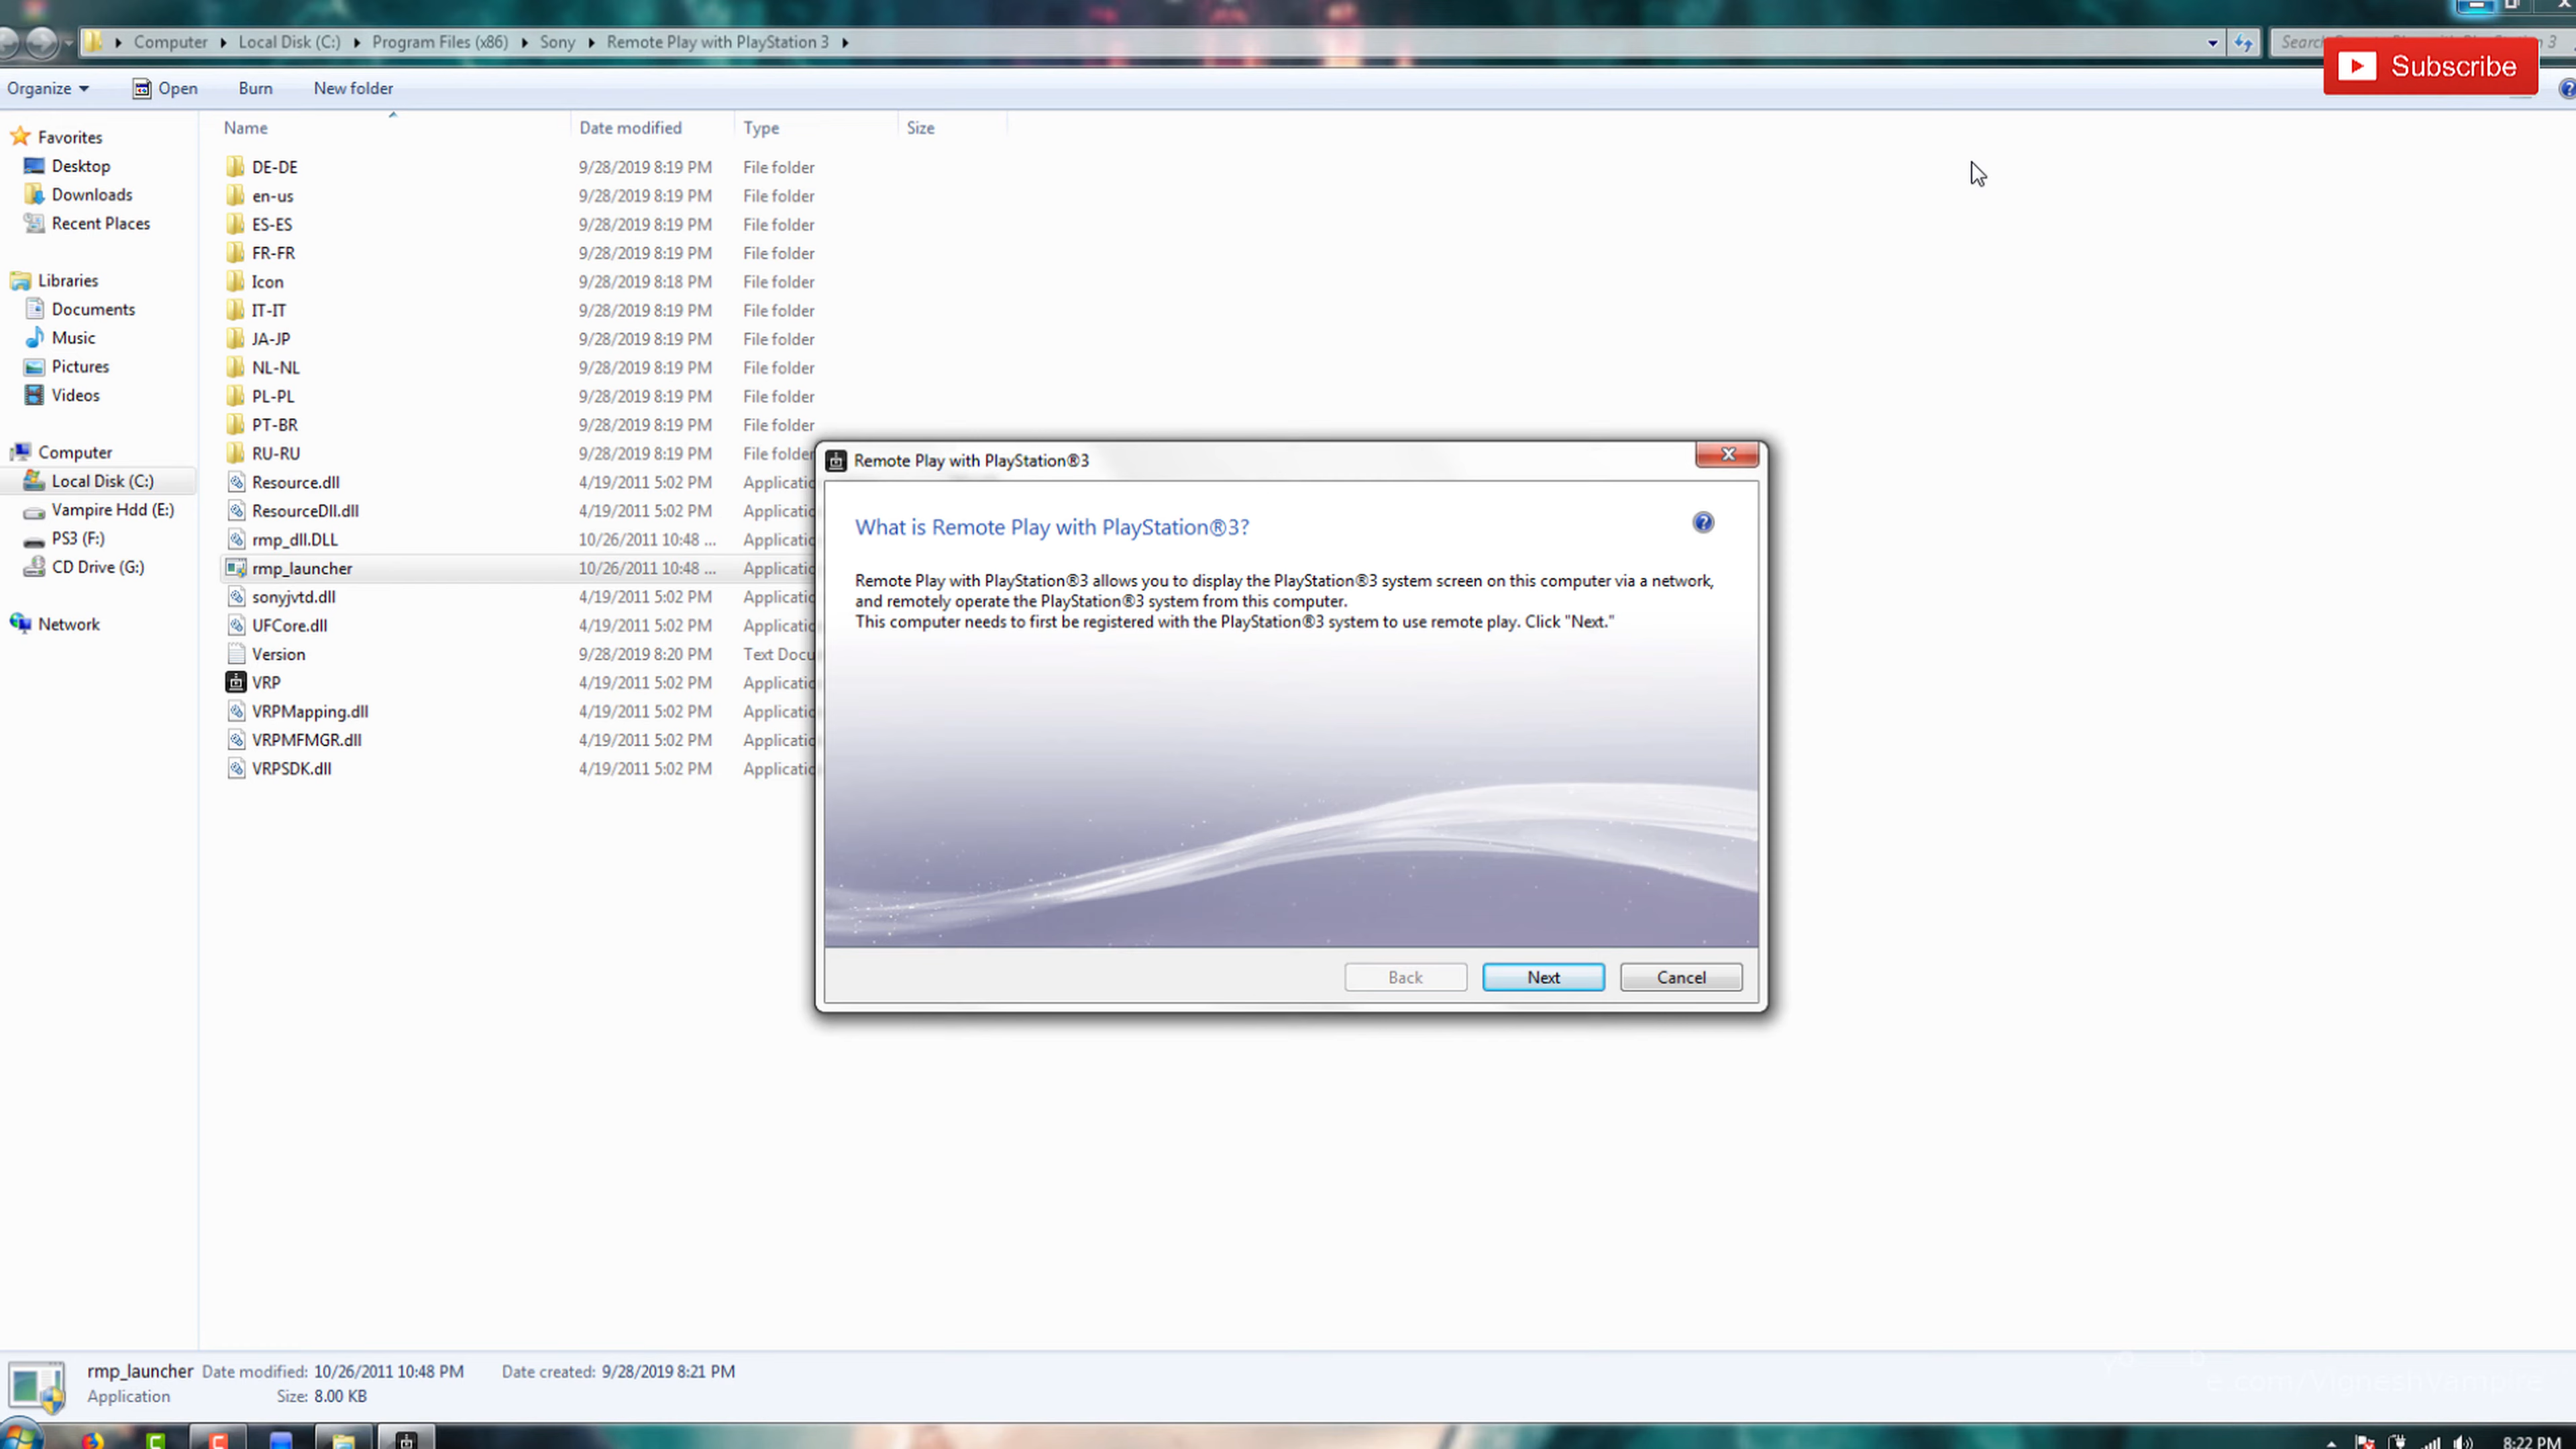 Computer Local Disk (C:) Program Files (x86) Sony Remote Play with PlayStation 3
Search 3
Subscribe
Organize Open Burn New folder
Name Date modified Type Size
Favorites
Desktop
Downloads
Recent Places
Libraries
Documents
Music
Pictures
Videos
Computer
Local Disk (C:)
Vampire Hdd (E:)
PS3 (F:)
CD Drive (G:)
Network
DE-DE 9/28/2019 8:19 PM File folder
en-us 9/28/2019 8:19 PM File folder
ES-ES 9/28/2019 8:19 PM File folder
FR-FR 9/28/2019 8:19 PM File folder
Icon 9/28/2019 8:18 PM File folder
IT-IT 9/28/2019 8:19 PM File folder
JA-JP 9/28/2019 8:19 PM File folder
NL-NL 9/28/2019 8:19 PM File folder
PL-PL 9/28/2019 8:19 PM File folder
PT-BR 9/28/2019 8:19 PM File folder
RU-RU 9/28/2019 8:19 PM File folder
Resource.dll 4/19/2011 5:02 PM Applicatic
ResourceDll.dll 4/19/2011 5:02 PM Applicatic
rmp_dll.DLL 10/26/2011 10:48 ... Applicatic
rmp_launcher 10/26/2011 10:48 ... Applicatic
sonyjvtd.dll 4/19/2011 5:02 PM Applicatic
UFCore.dll 4/19/2011 5:02 PM Applicatic
Version 9/28/2019 8:20 PM Text Docu
VRP 4/19/2011 5:02 PM Applicatic
VRPMapping.dll 4/19/2011 5:02 PM Applicatic
VRPMFMGR.dll 4/19/2011 5:02 PM Applicatic
VRPSDK.dll 4/19/2011 5:02 PM Applicatic
Remote Play with PlayStation®3
What is Remote Play with PlayStation®3?
Remote Play with PlayStation®3 allows you to display the PlayStation®3 system screen on this computer via a network,
and remotely operate the PlayStation®3 system from this computer.
This computer needs to first be registered with the PlayStation®3 system to use remote play. Click "Next."
Back Next Cancel
rmp_launcher Date modified: 10/26/2011 10:48 PM Date created: 9/28/2019 8:21 PM
Application Size: 8.00 KB
e.com/VigneshVampire
8:22 PM